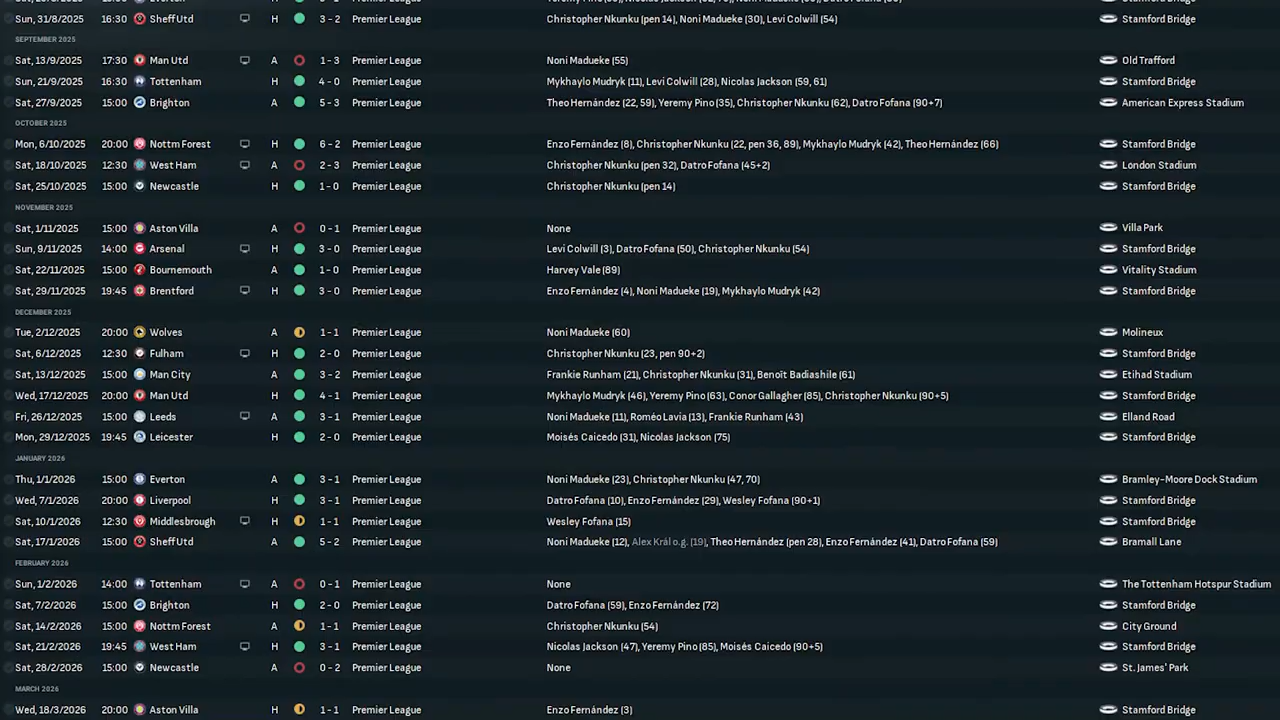 Sun, 31/8/2025 16:30 Sheff Utd H 3 - 2 Christopher Nkunku (pen 14), Noni Madueke (30), Levi Colwill (54) Stamford Bridge
SEPTEMBER 2025
Sat, 13/9/2025 17:30 Man Utd A 1 - 3 Premier League Noni Madueke (55) Old Trafford
Sun, 21/9/2025 16:30 Tottenham H 4 - 0 Premier League Mykhaylo Mudryk (11), Levi Colwill (28), Nicolas Jackson (59, 61) Stamford Bridge
Sat, 27/9/2025 15:00 Brighton A 5 - 3 Premier League Theo Hernández (22, 59), Yeremy Pino (35), Christopher Nkunku (62), Datro Fofana (90+7) American Express Stadium
OCTOBER 2025
Mon, 6/10/2025 20:00 Nottm Forest H 6 - 2 Premier League Enzo Fernández (8), Christopher Nkunku (22, pen 36, 89), Mykhaylo Mudryk (42), Theo Hernández (66) Stamford Bridge
Sat, 18/10/2025 12:30 West Ham A 2 - 3 Premier League Christopher Nkunku (pen 32), Datro Fofana (45+2) London Stadium
Sat, 25/10/2025 15:00 Newcastle H 1 - 0 Premier League Christopher Nkunku (pen 14) Stamford Bridge
NOVEMBER 2025
Sat, 1/11/2025 15:00 Aston Villa A 0 - 1 Premier League None Villa Park
Sun, 9/11/2025 14:00 Arsenal H 3 - 0 Premier League Levi Colwill (3), Datro Fofana (50), Christopher Nkunku (54) Stamford Bridge
Sat, 22/11/2025 15:00 Bournemouth A 1 - 0 Premier League Harvey Vale (89) Vitality Stadium
Sat, 29/11/2025 19:45 Brentford H 3 - 0 Premier League Enzo Fernández (4), Noni Madueke (19), Mykhaylo Mudryk (42) Stamford Bridge
DECEMBER 2025
Tue, 2/12/2025 20:00 Wolves A 1 - 1 Premier League Noni Madueke (60) Molineux
Sat, 6/12/2025 12:30 Fulham H 2 - 0 Premier League Christopher Nkunku (23, pen 90+2) Stamford Bridge
Sat, 13/12/2025 15:00 Man City A 3 - 2 Premier League Frankie Runham (21), Christopher Nkunku (31), Benoît Badiashile (61) Etihad Stadium
Wed, 17/12/2025 20:00 Man Utd H 4 - 1 Premier League Mykhaylo Mudryk (46), Yeremy Pino (63), Conor Gallagher (85), Christopher Nkunku (90+5) Stamford Bridge
Fri, 26/12/2025 15:00 Leeds A 3 - 1 Premier League Noni Madueke (11), Roméo Lavia (13), Frankie Runham (43) Elland Road
Mon, 29/12/2025 19:45 Leicester H 2 - 0 Premier League Moisés Caicedo (31), Nicolas Jackson (75) Stamford Bridge
JANUARY 2026
Thu, 1/1/2026 15:00 Everton A 3 - 1 Premier League Noni Madueke (23), Christopher Nkunku (47, 70) Bramley-Moore Dock Stadium
Wed, 7/1/2026 20:00 Liverpool H 3 - 1 Premier League Datro Fofana (10), Enzo Fernández (29), Wesley Fofana (90+1) Stamford Bridge
Sat, 10/1/2026 12:30 Middlesbrough H 1 - 1 Premier League Wesley Fofana (15) Stamford Bridge
Sat, 17/1/2026 15:00 Sheff Utd A 5 - 2 Premier League Noni Madueke (12), Alex Král o.g. (19), Theo Hernández (pen 28), Enzo Fernández (41), Datro Fofana (59) Bramall Lane
FEBRUARY 2026
Sun, 1/2/2026 14:00 Tottenham A 0 - 1 Premier League None The Tottenham Hotspur Stadium
Sat, 7/2/2026 15:00 Brighton H 2 - 0 Premier League Datro Fofana (59), Enzo Fernández (72) Stamford Bridge
Sat, 14/2/2026 15:00 Nottm Forest A 1 - 1 Premier League Christopher Nkunku (54) City Ground
Sat, 21/2/2026 19:45 West Ham H 3 - 1 Premier League Nicolas Jackson (47), Yeremy Pino (85), Moisés Caicedo (90+5) Stamford Bridge
Sat, 28/2/2026 15:00 Newcastle A 0 - 2 Premier League None St. James' Park
MARCH 2026
Wed, 18/3/2026 20:00 Aston Villa H 1 - 1 Premier League Enzo Fernández (3) Stamford Bridge